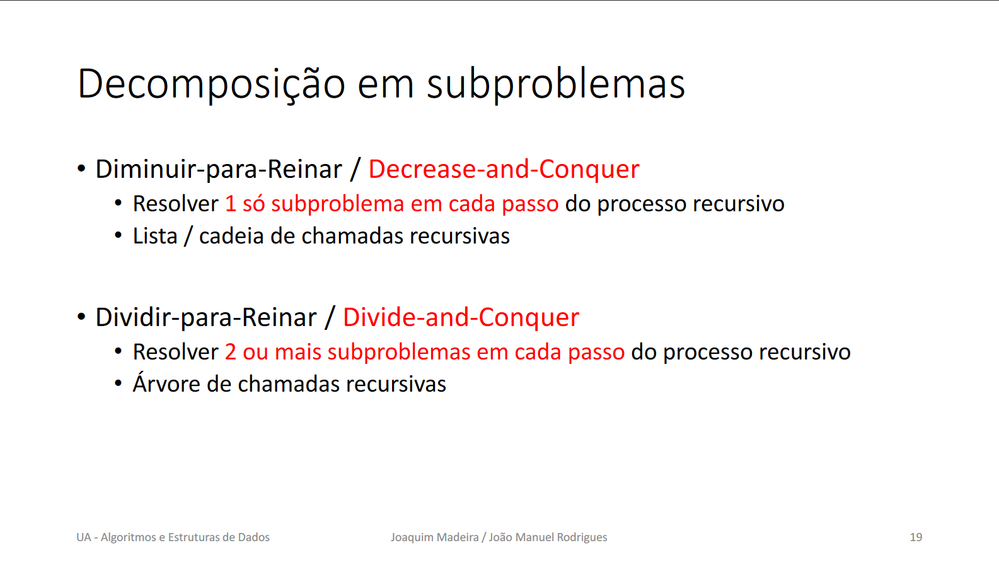 Decomposição em subproblemas
• Diminuir-para-Reinar / Decrease-and-Conquer
• Resolver 1 só subproblema em cada passo do processo recursivo
• Lista / cadeia de chamadas recursivas
• Dividir-para-Reinar / Divide-and-Conquer
• Resolver 2 ou mais subproblemas em cada passo do processo recursivo
• Árvore de chamadas recursivas
UA - Algoritmos e Estruturas de Dados Joaquim Madeira / João Manuel Rodrigues 19